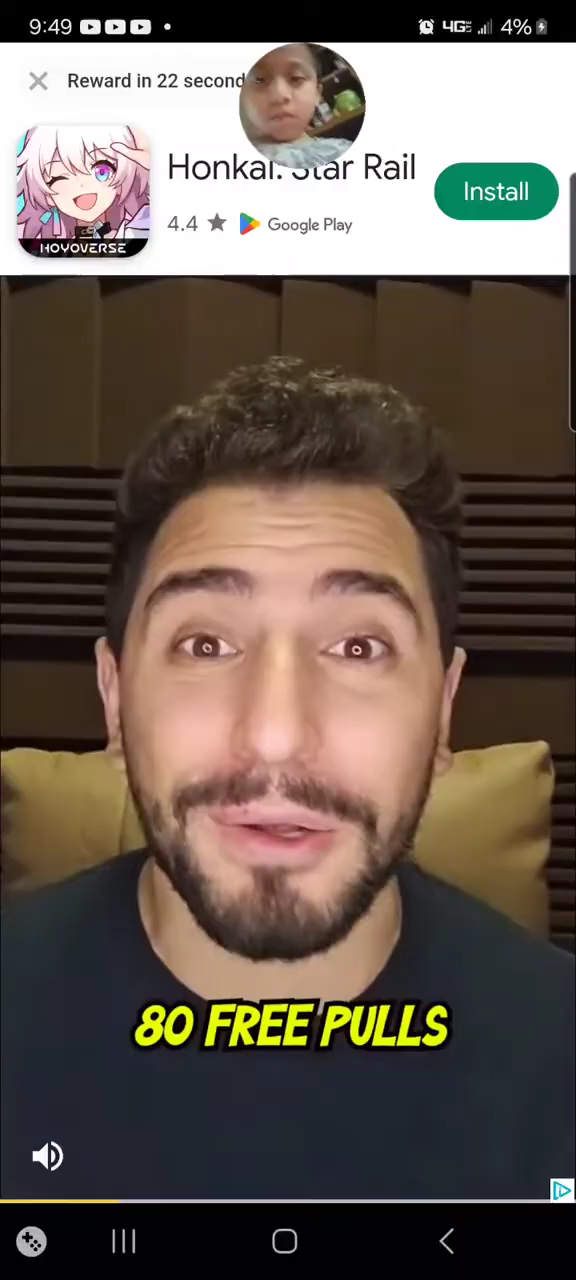 9:49 4G LTE 4%
Reward in 22 second
Honkai: Star Rail
Install
4.4 ★ Google Play
HOYOVERSE
80 FREE PULLS